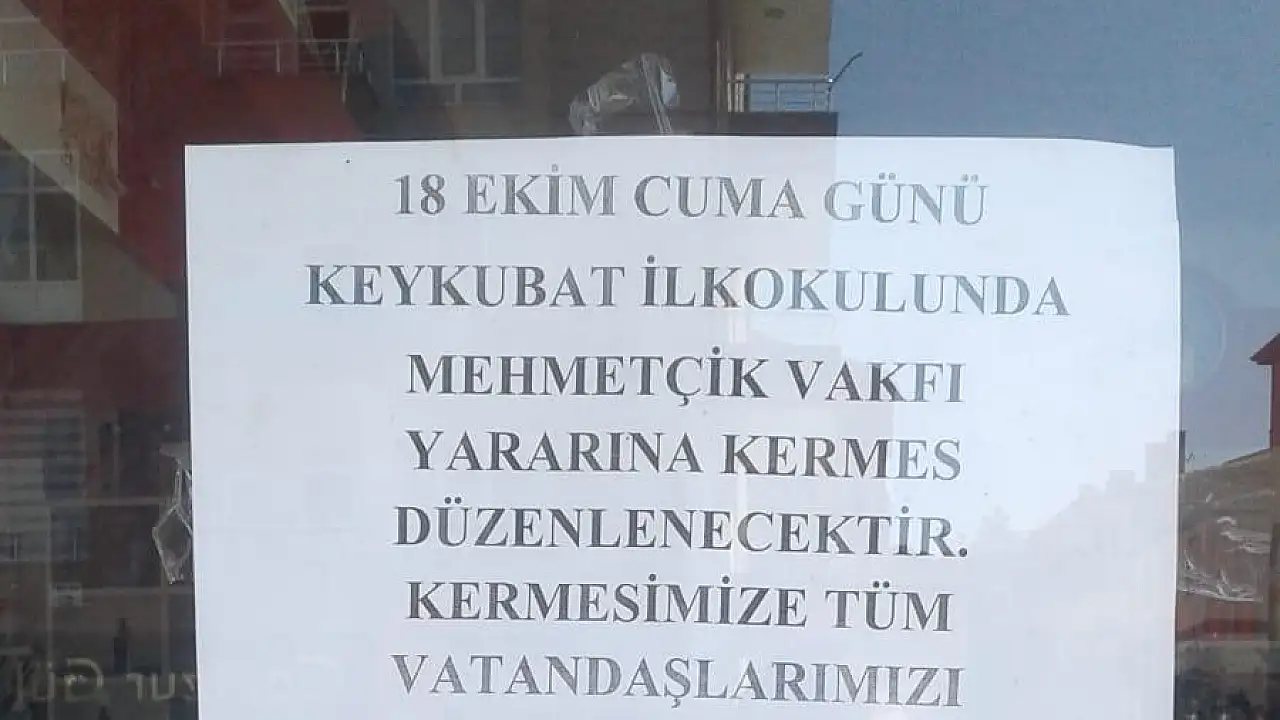 18 EKİM CUMA GÜNÜ
KEYKUBAT İLKOKULUNDA
MEHMETÇİK VAKFI
YARARINA KERMES
DÜZENLENECEKTİR.
KERMESİMİZE TÜM
VATANDAŞLARIMIZI